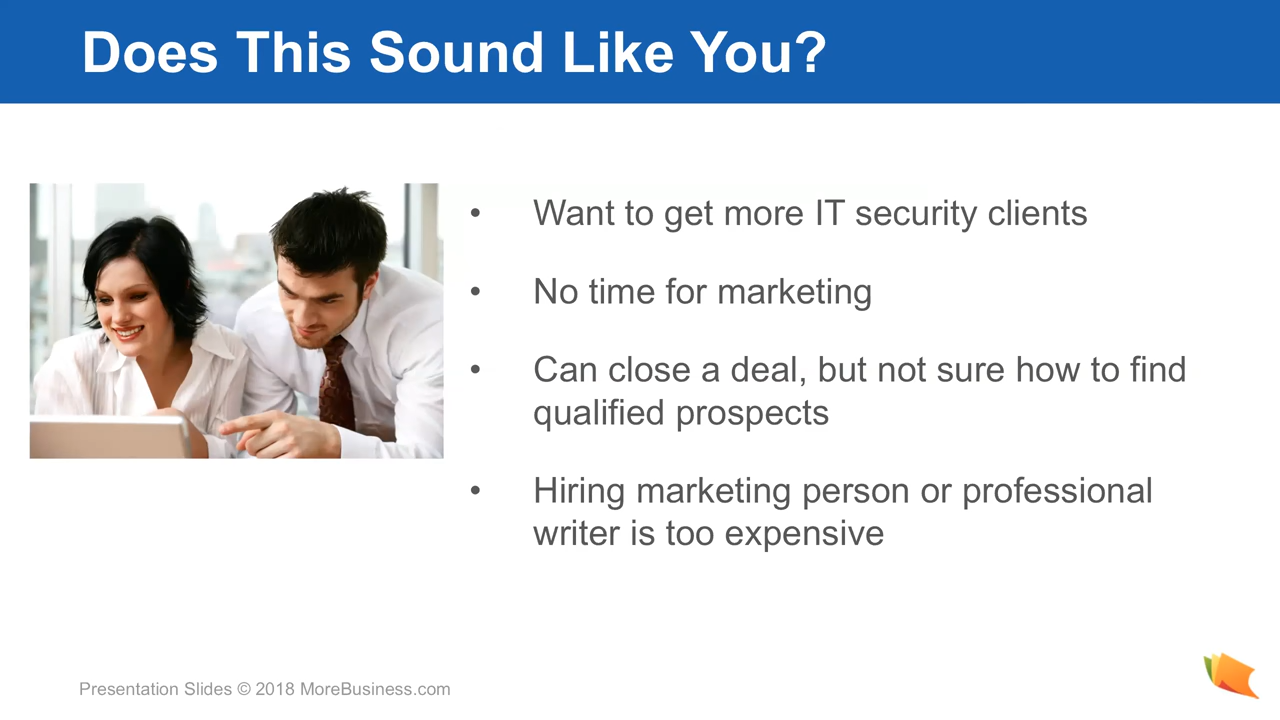 Does This Sound Like You?
• Want to get more IT security clients
• No time for marketing
• Can close a deal, but not sure how to find
qualified prospects
• Hiring marketing person or professional
writer is too expensive
Presentation Slides © 2018 MoreBusiness.com